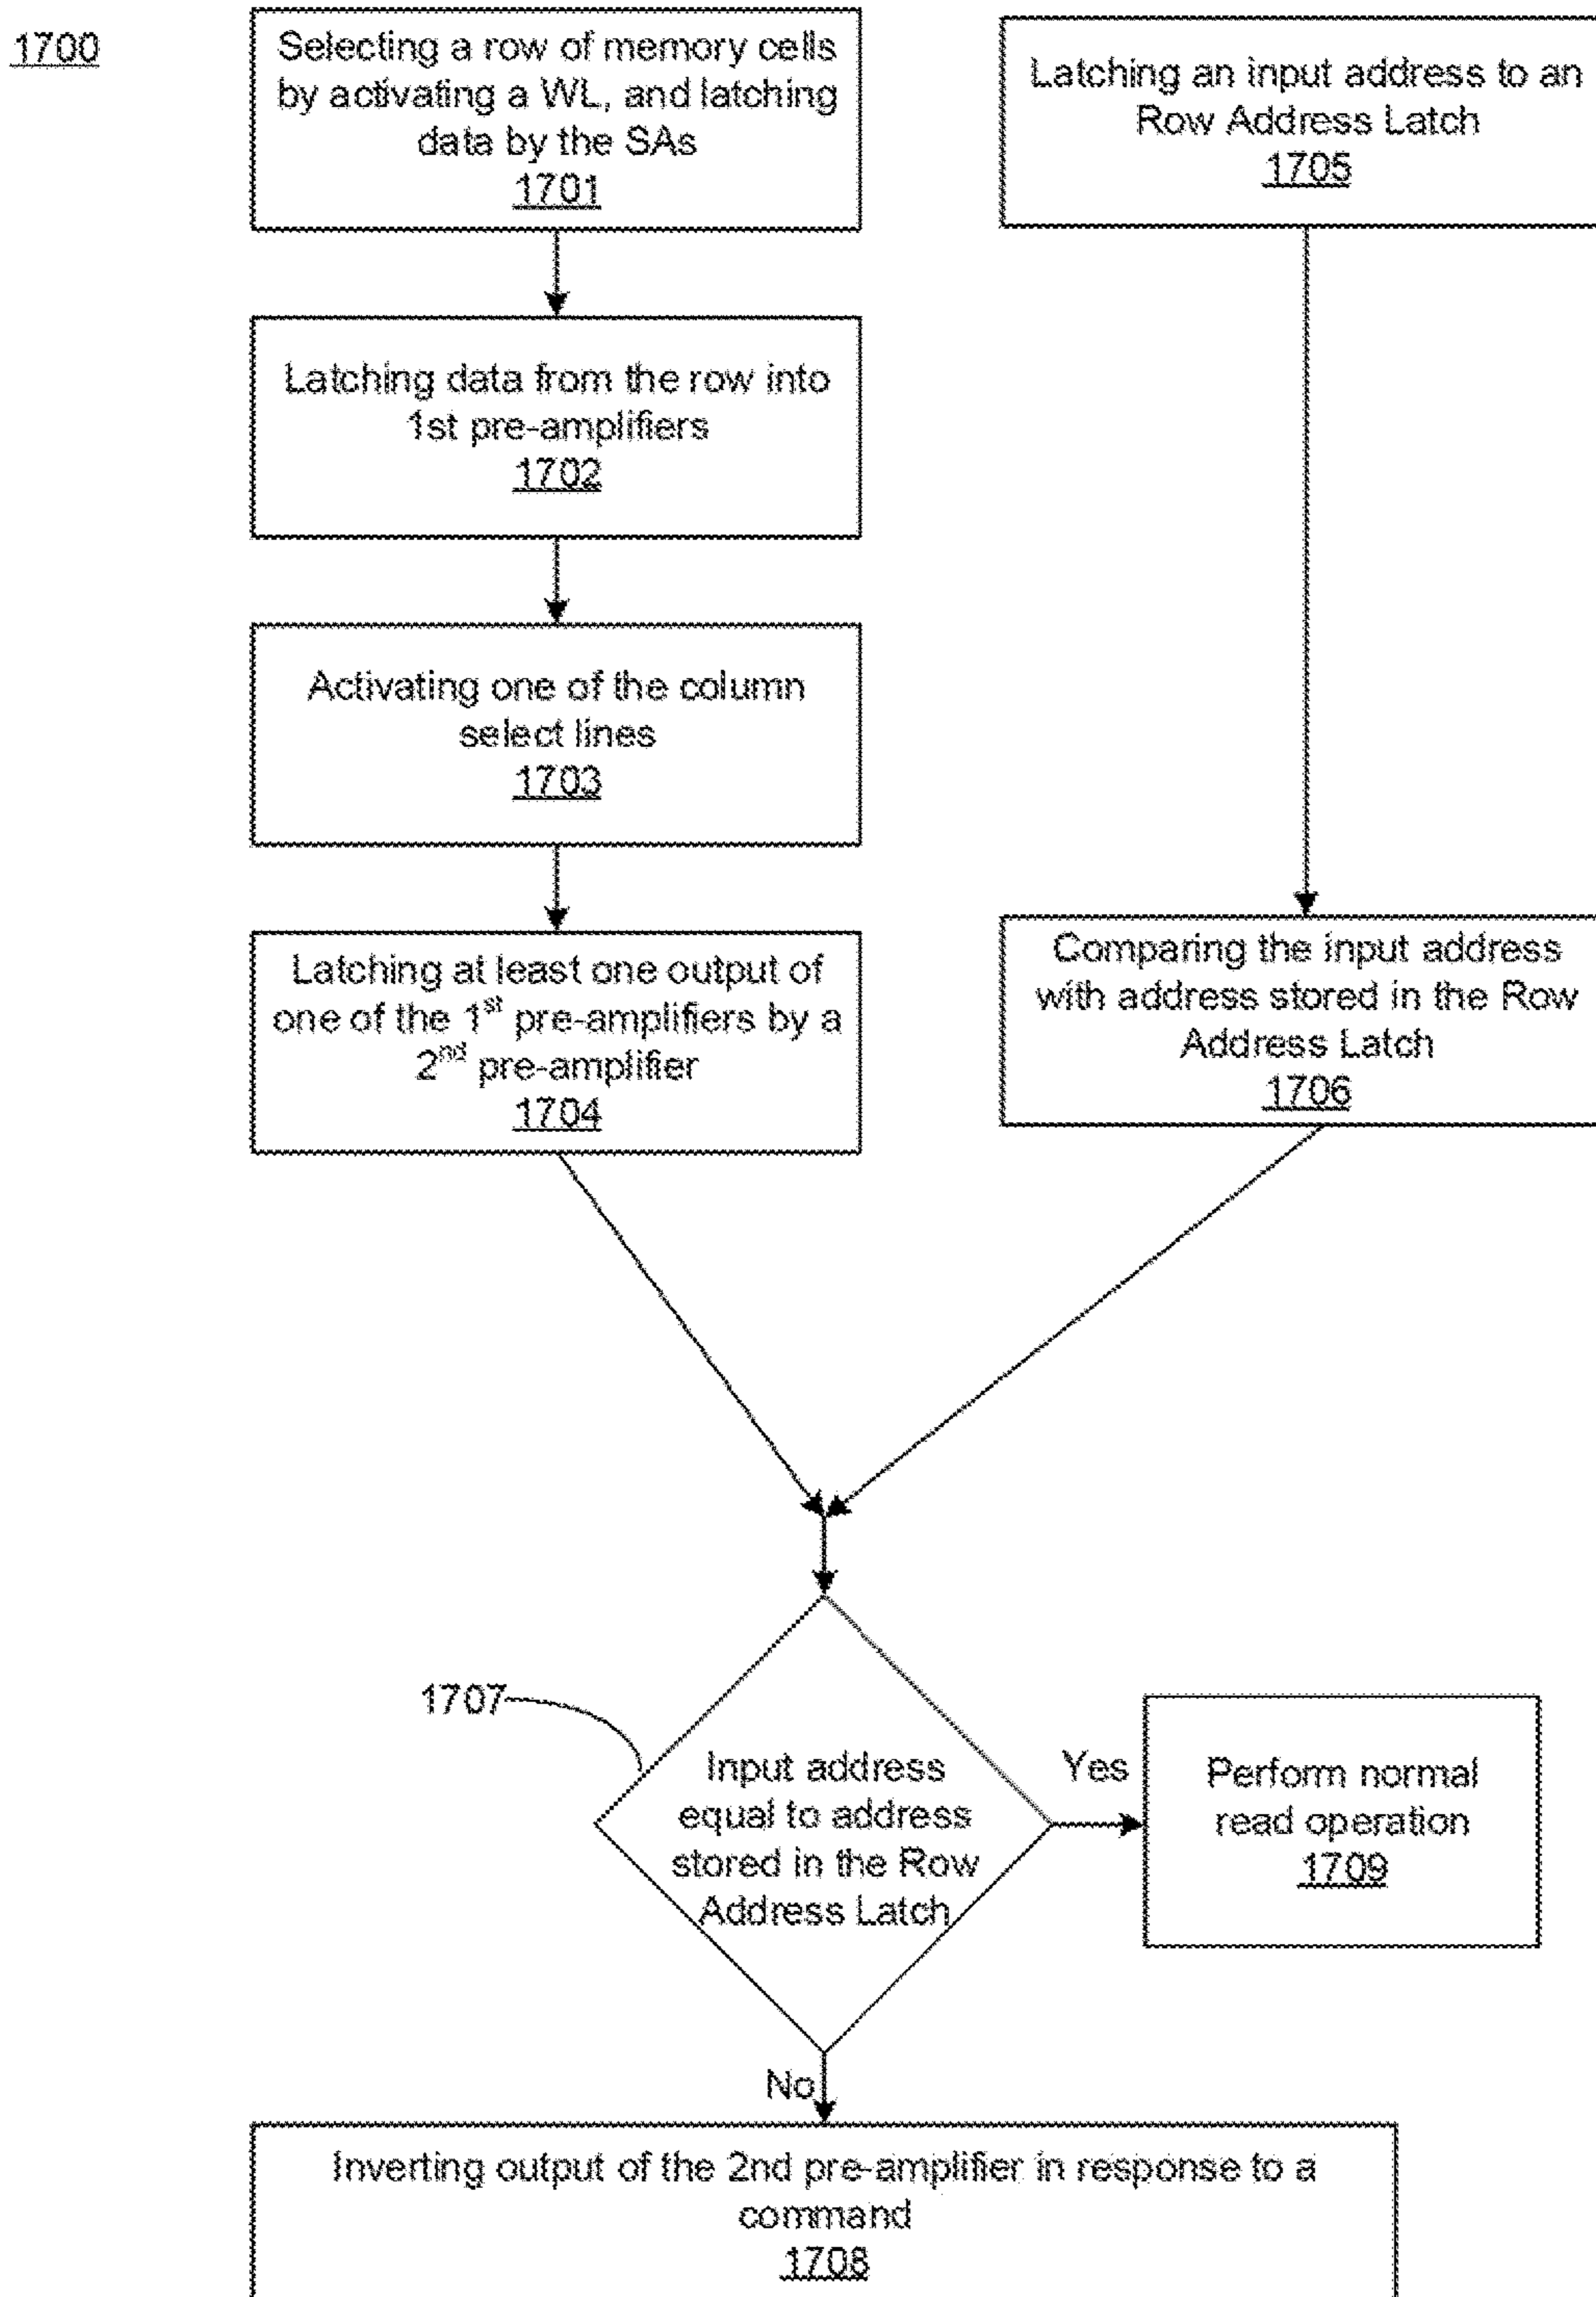 1700
Selecting a row of memory cells
by activating a WL, and latching
data by the SAs
1701
Latching an input address to an
Row Address Latch
1705
Latching data from the row into
1st pre-amplifiers
1702
Activating one of the column
select lines
1703
Latching at least one output of
one of the 1st pre-amplifiers by a
2nd pre-amplifier
1704
Comparing the input address
with address stored in the Row
Address Latch
1706
1707
Input address
equal to address
stored in the Row
Address Latch
Yes
Perform normal
read operation
1709
No
Inverting output of the 2nd pre-amplifier in response to a
command
1708